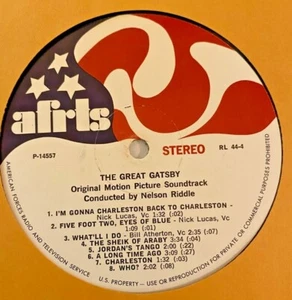 afrts
P-14557
STEREO
RL 44-4
THE GREAT GATSBY
Original Motion Picture Soundtrack
Conducted by Nelson Riddle
1. I'M GONNA CHARLESTON BACK TO CHARLESTON -
Nick Lucas, Vc 1:32 (:02)
2. FIVE FOOT TWO, EYES OF BLUE - Nick Lucas, Vc
1:09 (:01)
3. WHAT'LL I DO - Bill Atherton, Vc 2:35 (:07)
4. THE SHEIK OF ARABY 3:34 (:05)
5. JORDAN'S TANGO 2:00 (:05)
6. A LONG TIME AGO 3:09 (:06)
7. CHARLESTON 1:32 (:03)
8. WHO? 2:02 (:05)
AMERICAN FORCES RADIO AND TELEVISION SERVICE
U.S. PROPERTY - USE OR REPRODUCTION FOR PRIVATE OR COMMERCIAL PURPOSES PROHIBITED